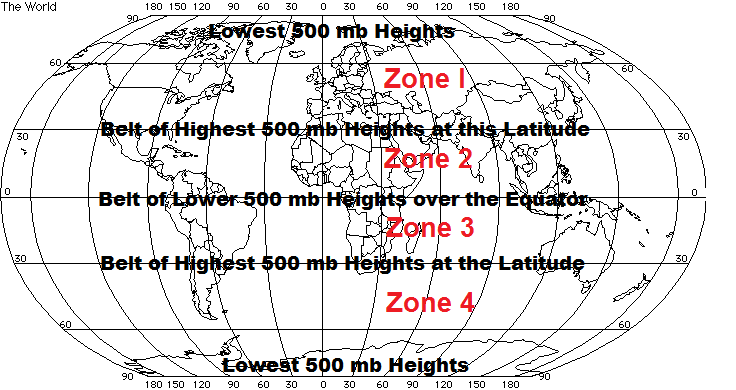 The World
180 150 120 90 60 30 0 30 60 90 120 150 180
90 90
Lowest 500 mb Heights
60 60
Zone I
30 30
Belt of Highest 500 mb Heights at this Latitude
Zone 2
0 0
Belt of Lower 500 mb Heights over the Equator
Zone 3
30 30
Belt of Highest 500 mb Heights at the Latitude
Zone 4
60 60
Lowest 500 mb Heights
90 90
180 150 120 90 60 30 0 30 60 90 120 150 180